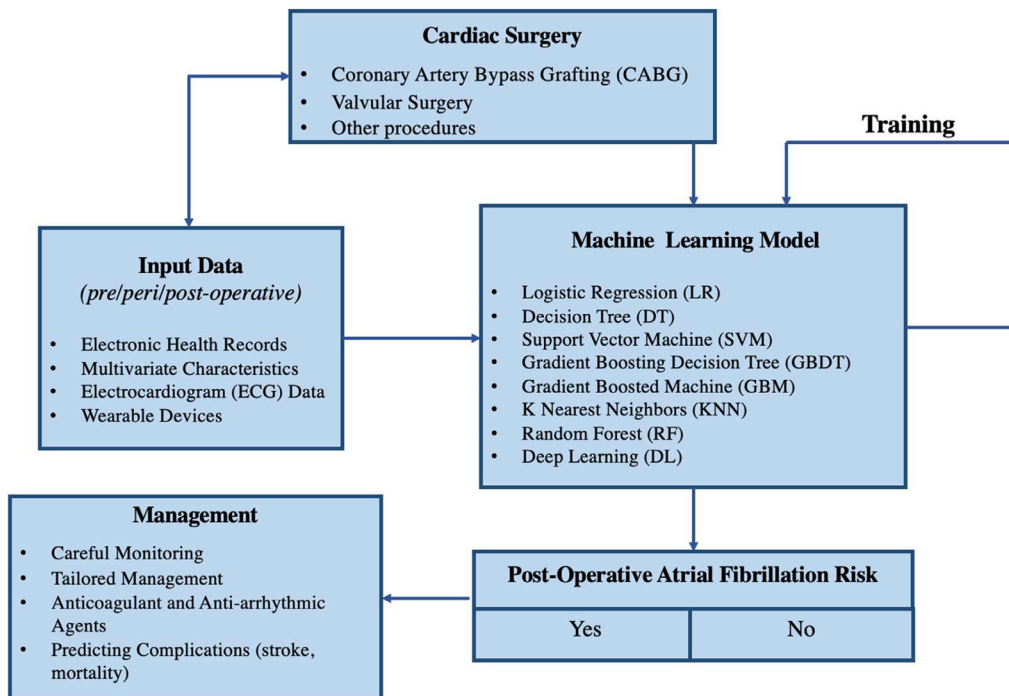 Cardiac Surgery
• Coronary Artery Bypass Grafting (CABG)
• Valvular Surgery
• Other procedures
Training
Input Data
(pre/peri/post-operative)
• Electronic Health Records
• Multivariate Characteristics
• Electrocardiogram (ECG) Data
• Wearable Devices
Machine Learning Model
• Logistic Regression (LR)
• Decision Tree (DT)
• Support Vector Machine (SVM)
• Gradient Boosting Decision Tree (GBDT)
• Gradient Boosted Machine (GBM)
• K Nearest Neighbors (KNN)
• Random Forest (RF)
• Deep Learning (DL)
Management
• Careful Monitoring
• Tailored Management
• Anticoagulant and Anti-arrhythmic
Agents
• Predicting Complications (stroke,
mortality)
Post-Operative Atrial Fibrillation Risk
Yes No